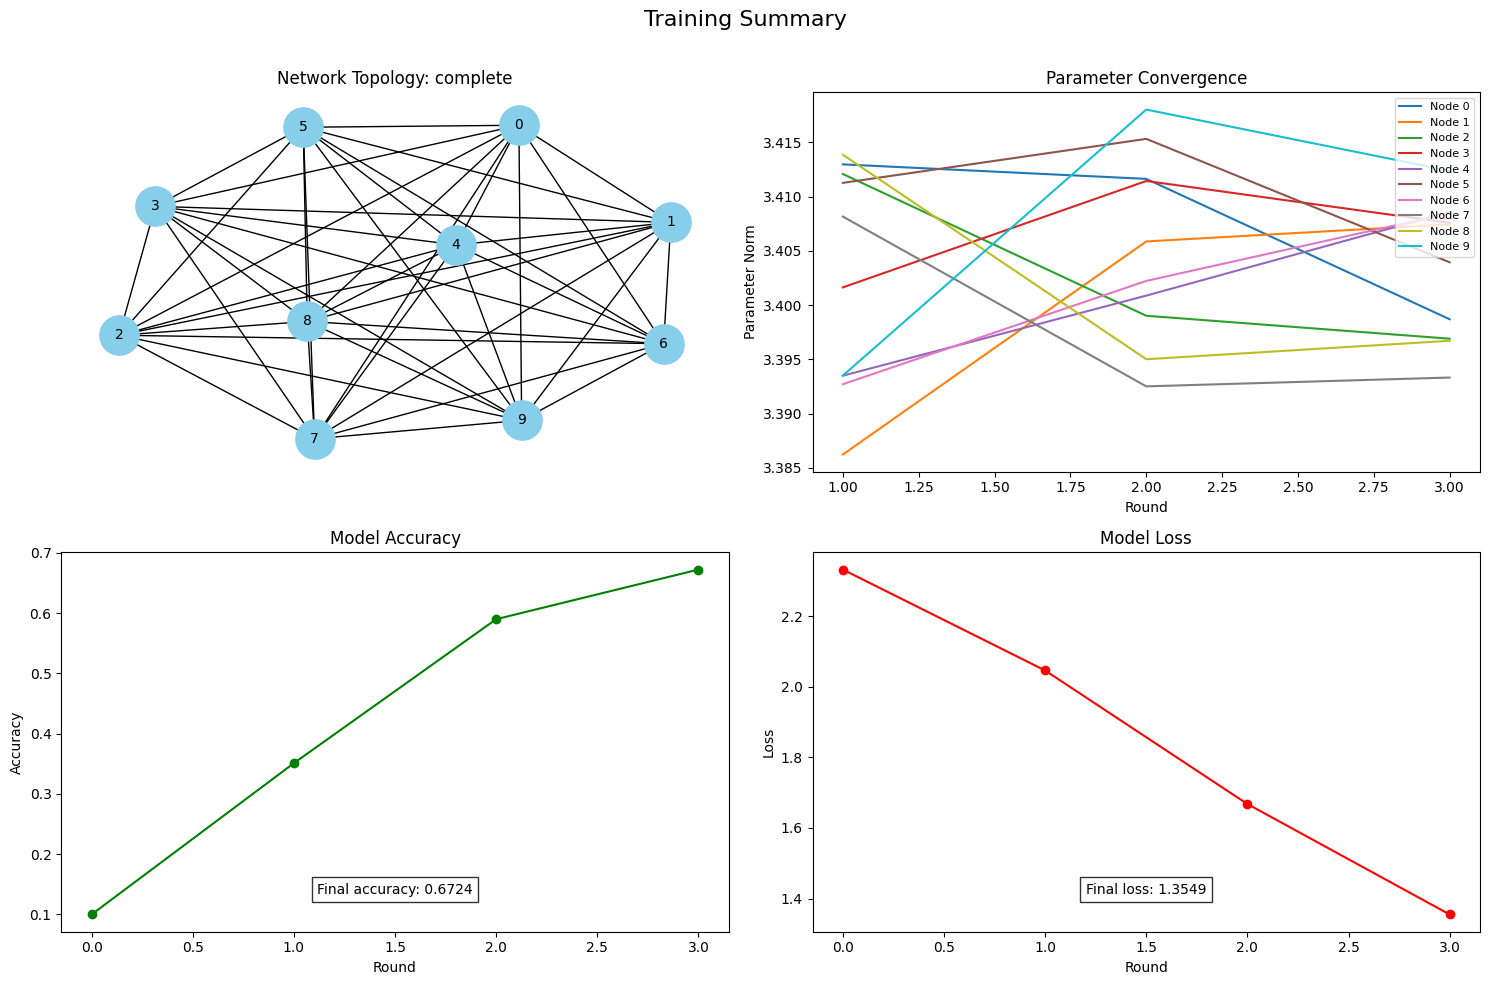 Training Summary
Network Topology: complete
5
0
3
1
4
8
2
6
9
7
Parameter Convergence
Parameter Norm
3.415
3.410
3.405
3.400
3.395
3.390
3.385
1.00 1.25 1.50 1.75 2.00 2.25 2.50 2.75 3.00
Round
Node 0
Node 1
Node 2
Node 3
Node 4
Node 5
Node 6
Node 7
Node 8
Node 9
Model Accuracy
Accuracy
0.7
0.6
0.5
0.4
0.3
0.2
0.1
Final accuracy: 0.6724
0.0 0.5 1.0 1.5 2.0 2.5 3.0
Round
Model Loss
Loss
2.2
2.0
1.8
1.6
1.4
Final loss: 1.3549
0.0 0.5 1.0 1.5 2.0 2.5 3.0
Round